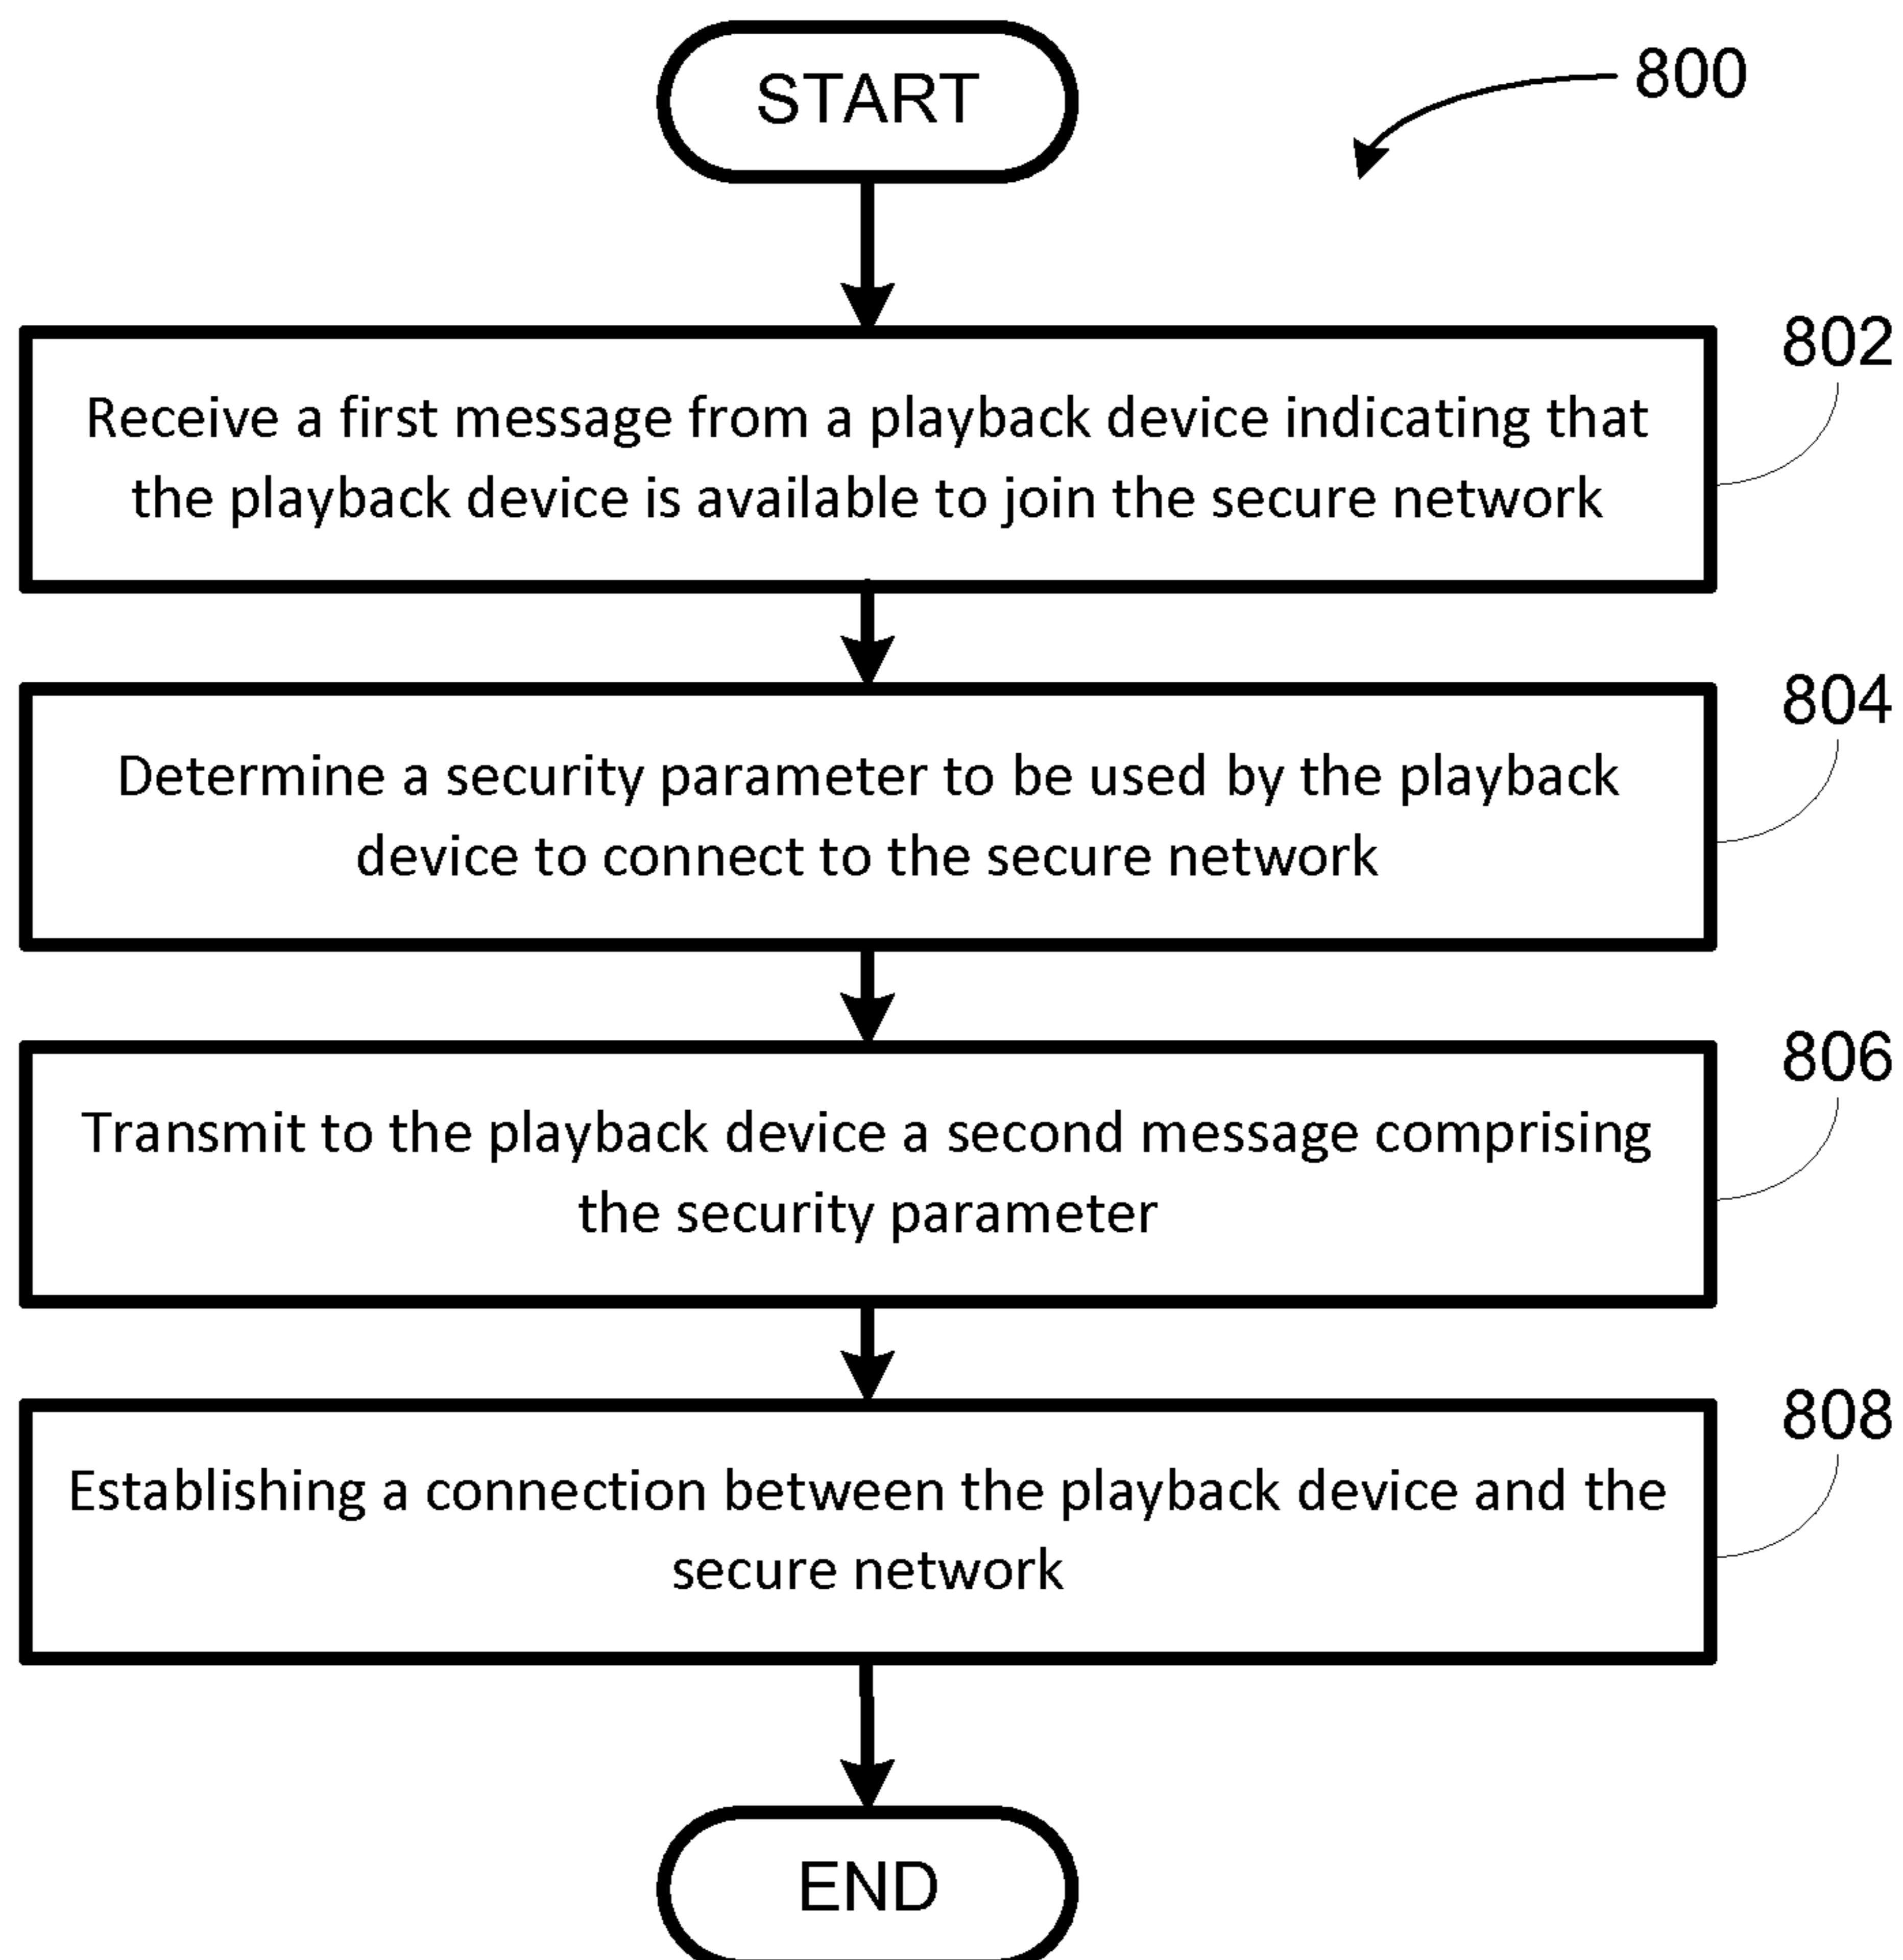 START
800
802
Receive a first message from a playback device indicating that
the playback device is available to join the secure network
804
Determine a security parameter to be used by the playback
device to connect to the secure network
806
Transmit to the playback device a second message comprising
the security parameter
808
Establishing a connection between the playback device and the
secure network
END